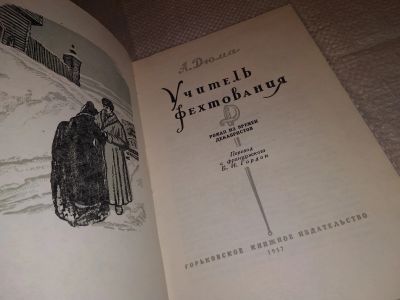 А. Дюма
Учитель
фехтования
РОМАН ИЗ ВРЕМЕН
ДЕКАБРИСТОВ
Перевод
с французского
В. И. Гордон
ГОРЬКОВСКОЕ КНИЖНОЕ ИЗДАТЕЛЬСТВО
1957